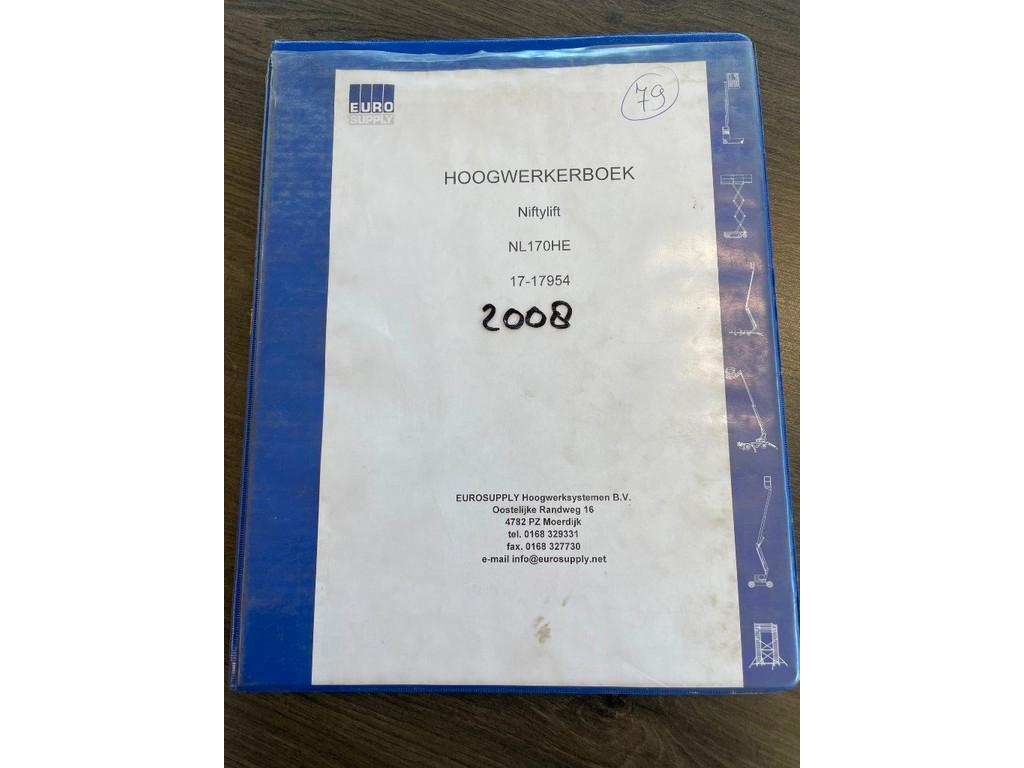 EURO
SUPPLY
79
HOOGWERKERBOEK
Niftylift
NL170HE
17-17954
2008
EUROSUPPLY Hoogwerksystemen B.V.
Oostelijke Randweg 16
4782 PZ Moerdijk
tel. 0168 329331
fax. 0168 327730
e-mail info@eurosupply.net